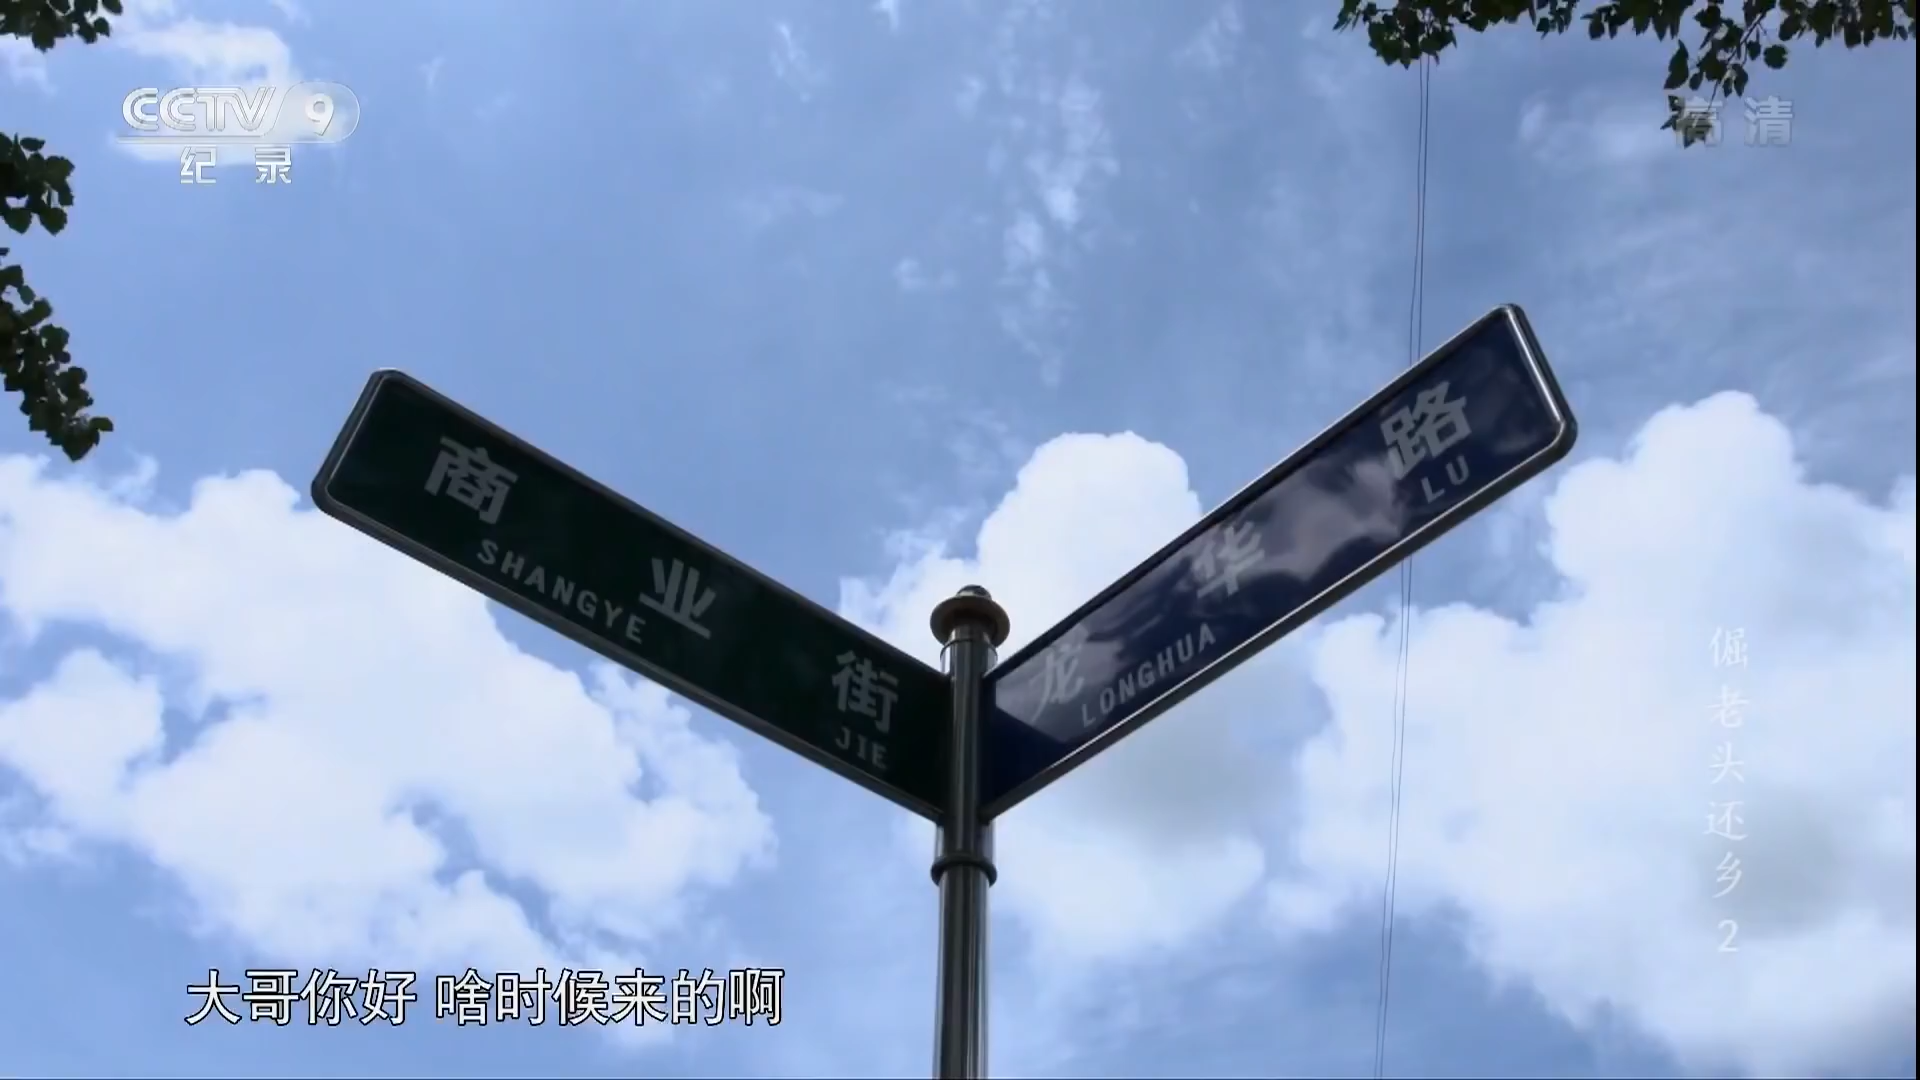 CCTV 9
纪录
高清
商业街
SHANGYE JIE
龙华路
LONGHUA LU
倔老头还乡2
大哥你好 啥时候来的啊